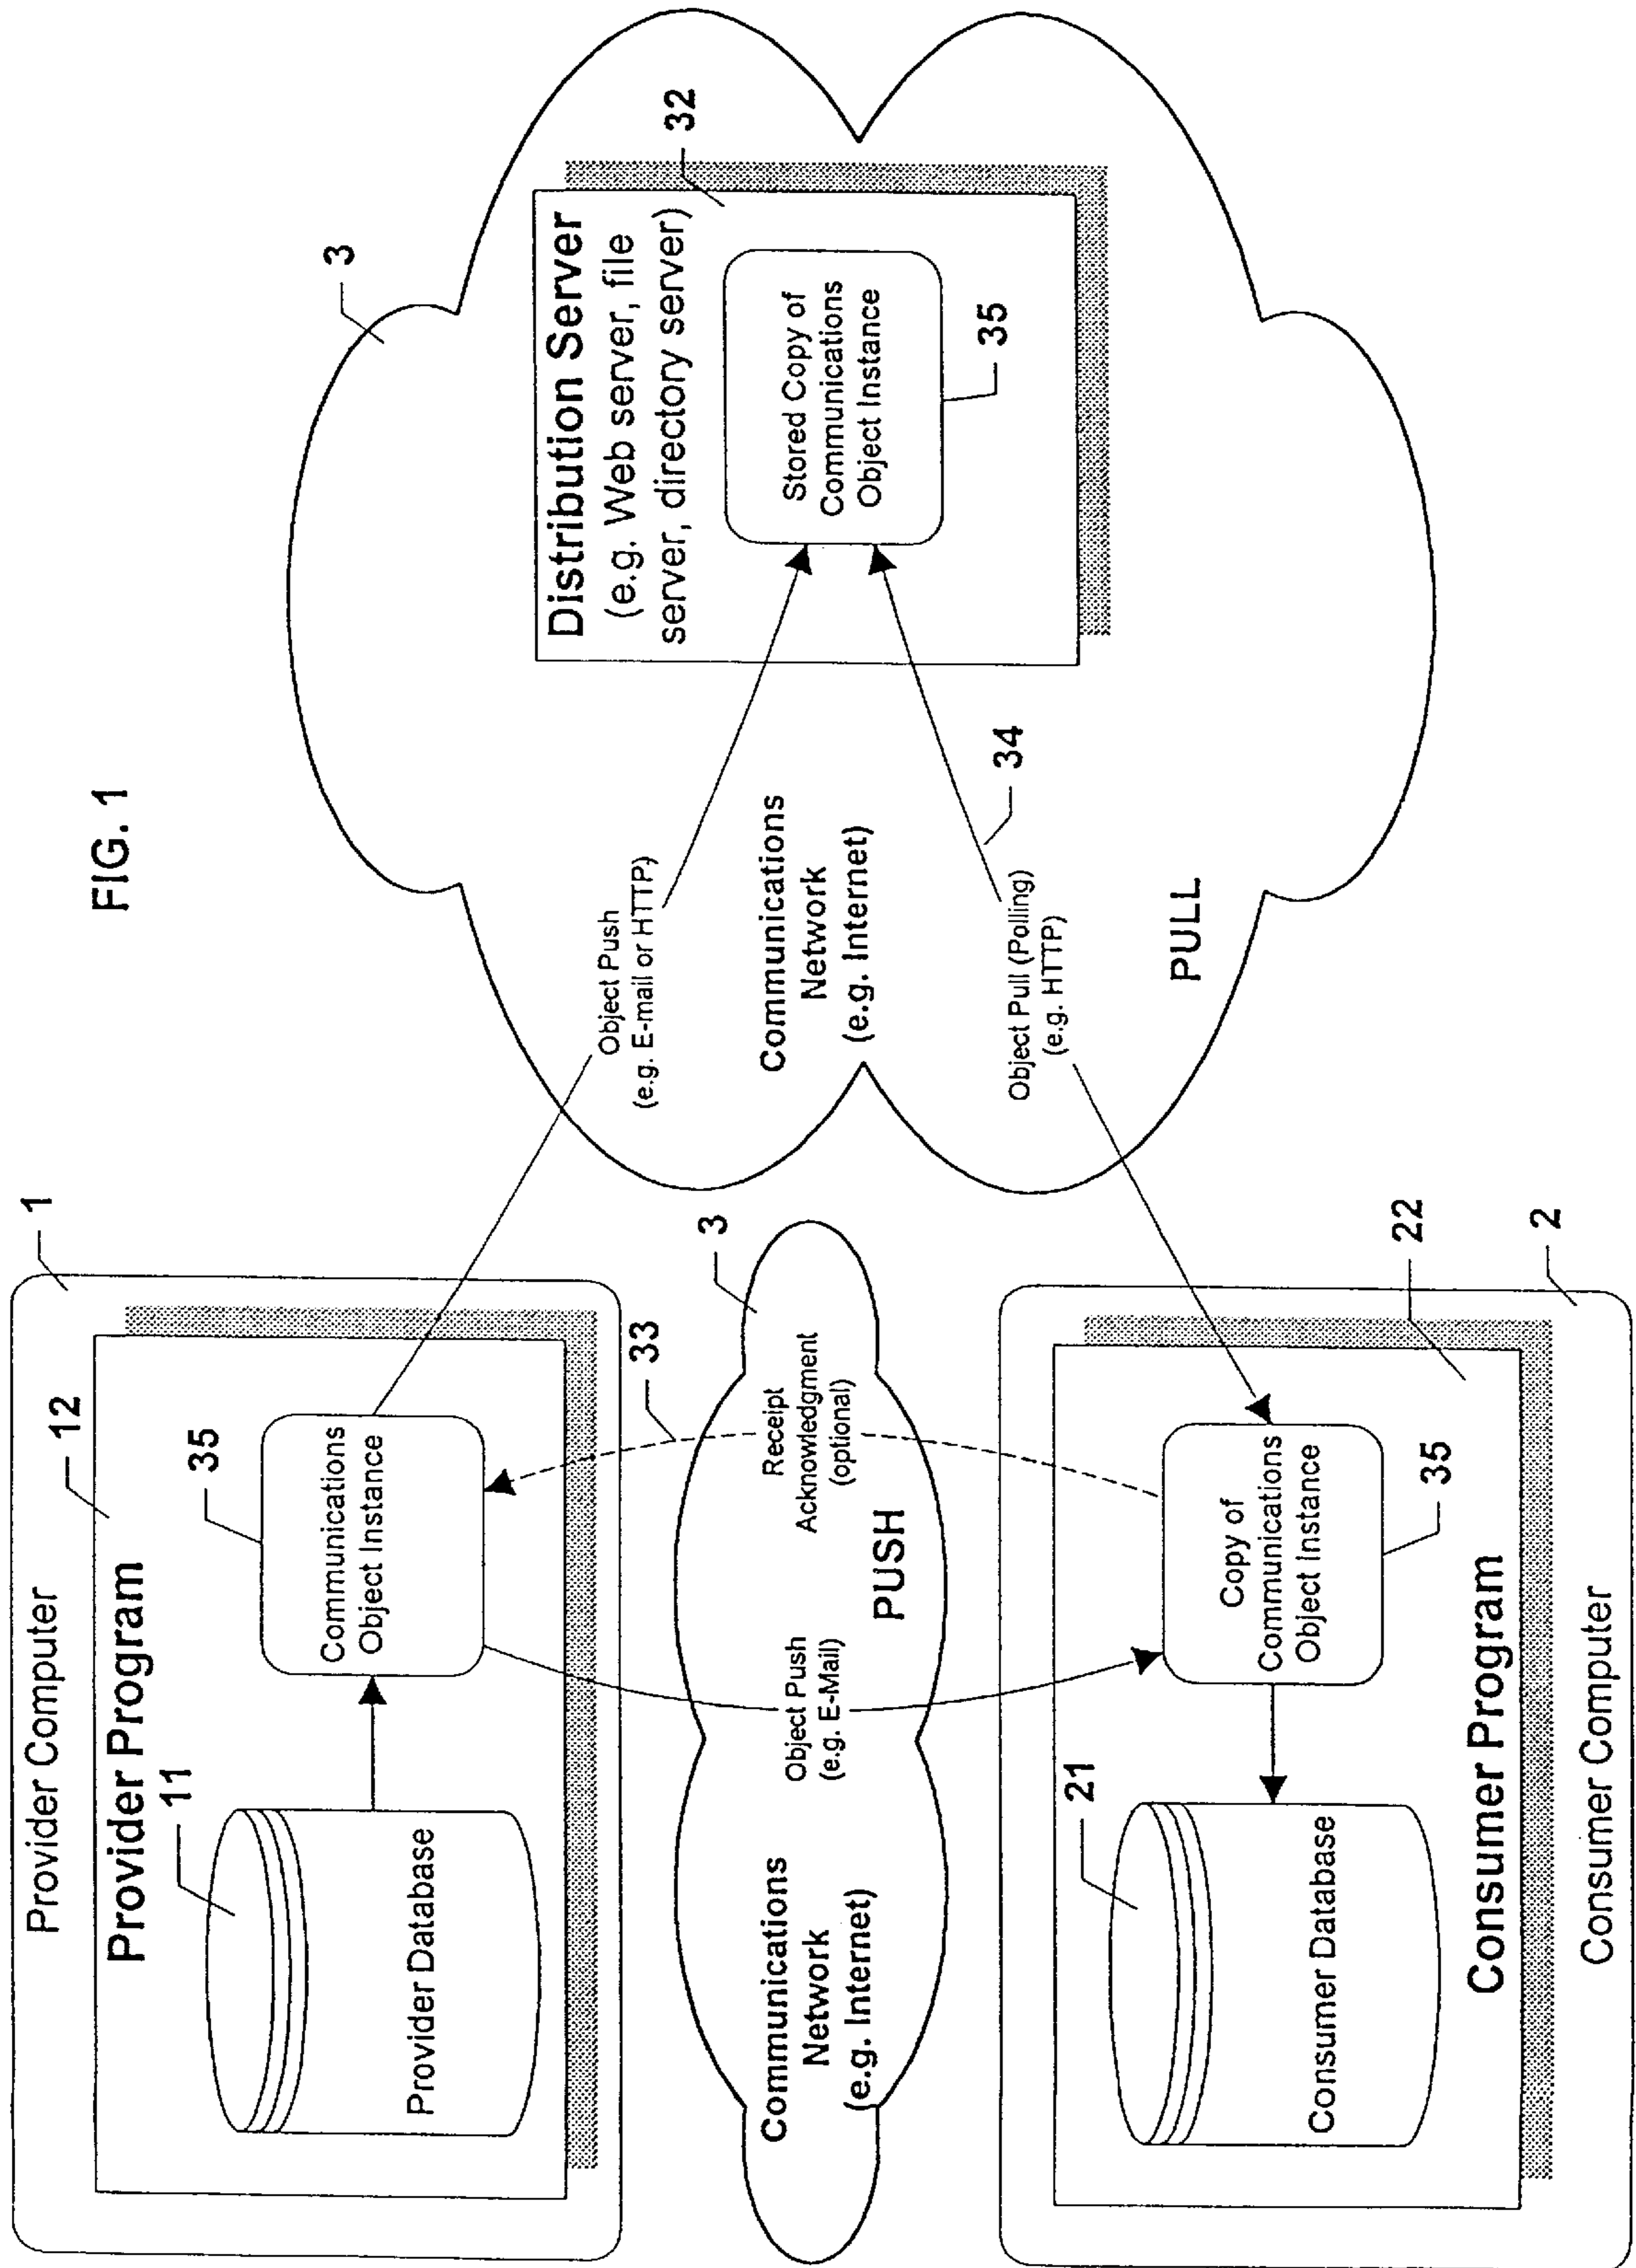 FIG. 1
Provider Computer
1
Provider Program
12
11
Provider Database
35
Communications
Object Instance
Communications
Network
(e.g. Internet)
Object Push
(e.g. E-Mail)
PUSH
Receipt
Acknowledgment
(optional)
33
3
21
Consumer Database
Copy of
Communications
Object Instance
35
22
Consumer Program
Consumer Computer
2
3
Object Push
(e.g. E-mail or HTTP)
Communications
Network
(e.g. Internet)
Object Pull (Polling)
(e.g. HTTP)
34
PULL
Distribution Server
(e.g. Web server, file
server, directory server)
32
Stored Copy of
Communications
Object Instance
35